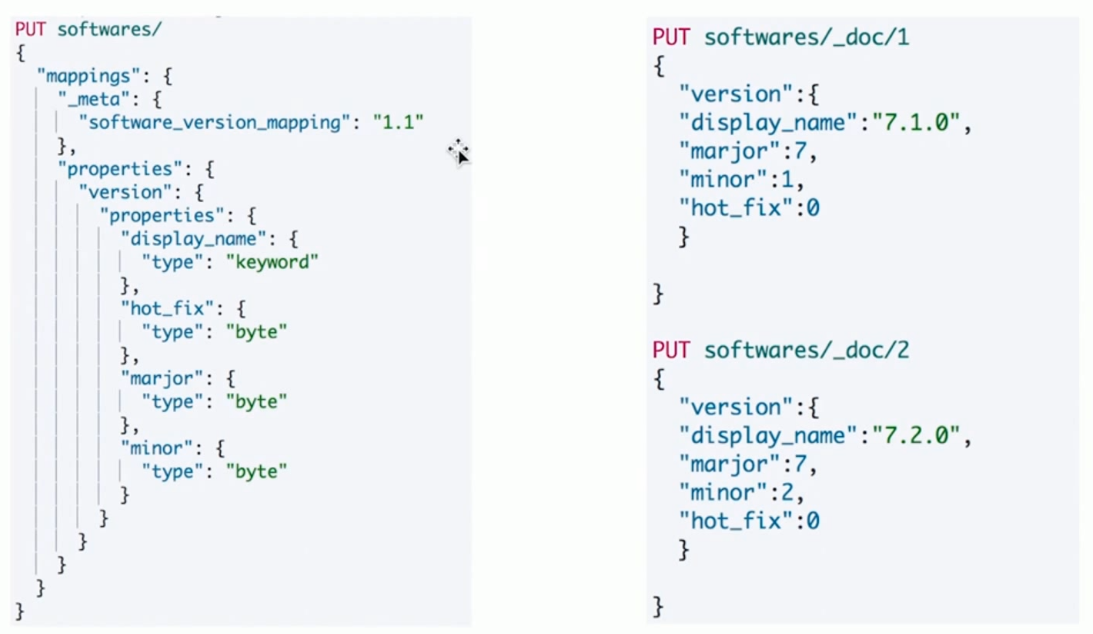 PUT softwares/
{
  "mappings": {
    "_meta": {
      "software_version_mapping": "1.1"
    },
    "properties": {
      "version": {
        "properties": {
          "display_name": {
            "type": "keyword"
          },
          "hot_fix": {
            "type": "byte"
          },
          "marjor": {
            "type": "byte"
          },
          "minor": {
            "type": "byte"
          }
        }
      }
    }
  }
}
PUT softwares/_doc/1
{
  "version":{
  "display_name":"7.1.0",
  "marjor":7,
  "minor":1,
  "hot_fix":0
  }
}
PUT softwares/_doc/2
{
  "version":{
  "display_name":"7.2.0",
  "marjor":7,
  "minor":2,
  "hot_fix":0
  }
}